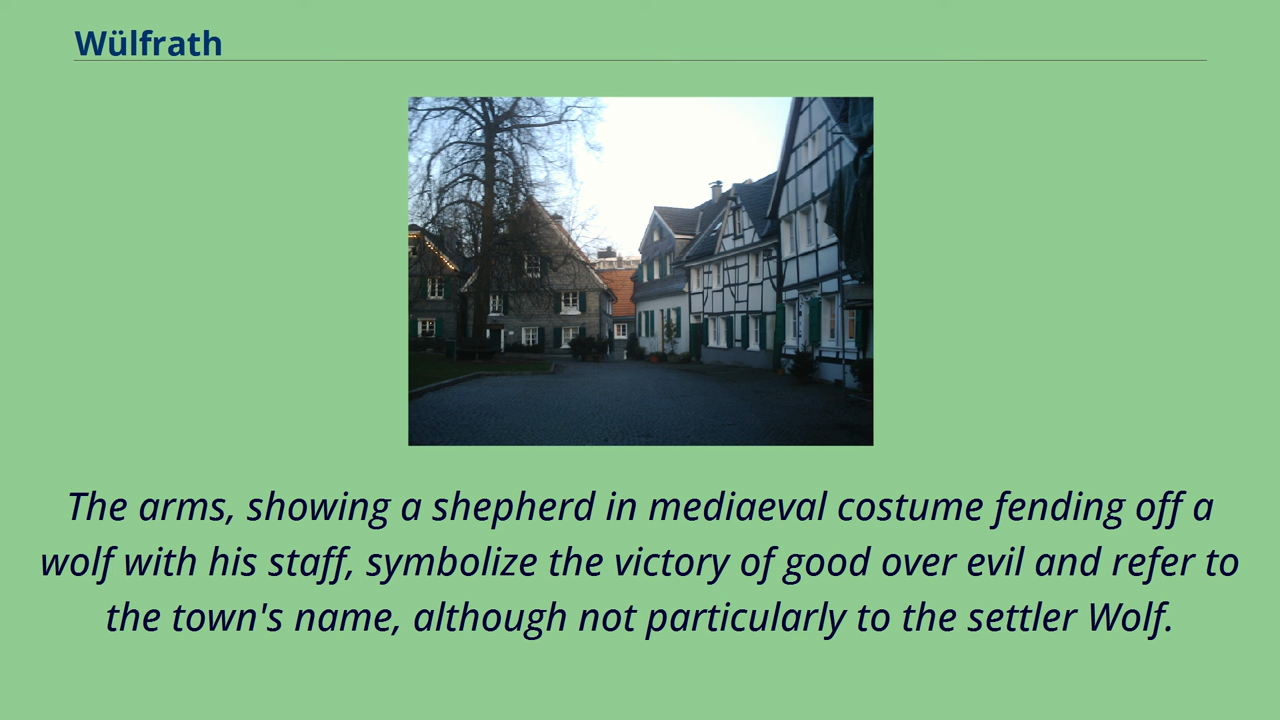 Wülfrath
The arms, showing a shepherd in mediaeval costume fending off a
wolf with his staff, symbolize the victory of good over evil and refer to
the town's name, although not particularly to the settler Wolf.